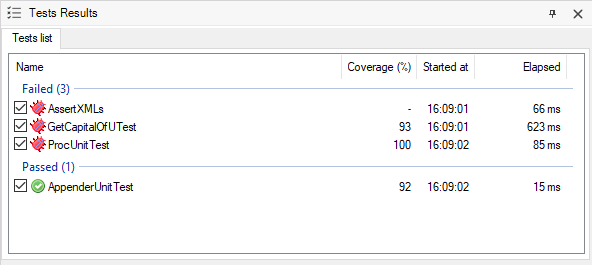 Tests Results
Tests list
Name Coverage (%) Started at Elapsed
Failed (3)
AssertXMLs - 16:09:01 66 ms
GetCapitalOfUTest 93 16:09:01 623 ms
ProcUnitTest 100 16:09:02 85 ms
Passed (1)
AppenderUnitTest 92 16:09:02 15 ms